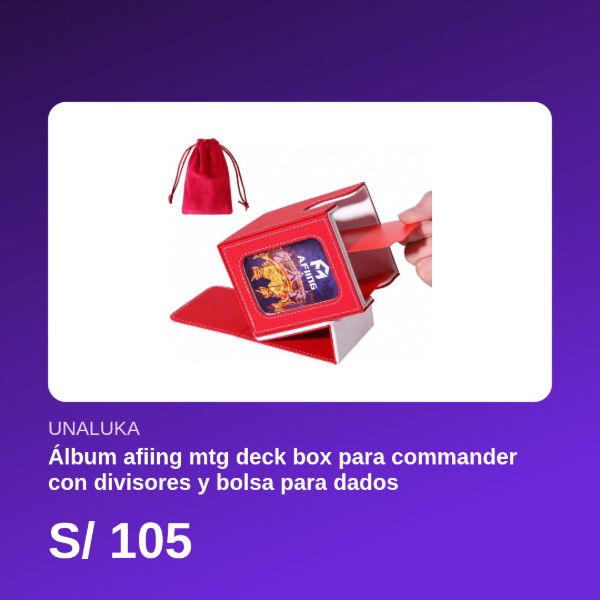 AFIING
UNALUKA
Álbum afiing mtg deck box para commander
con divisores y bolsa para dados
S/ 105